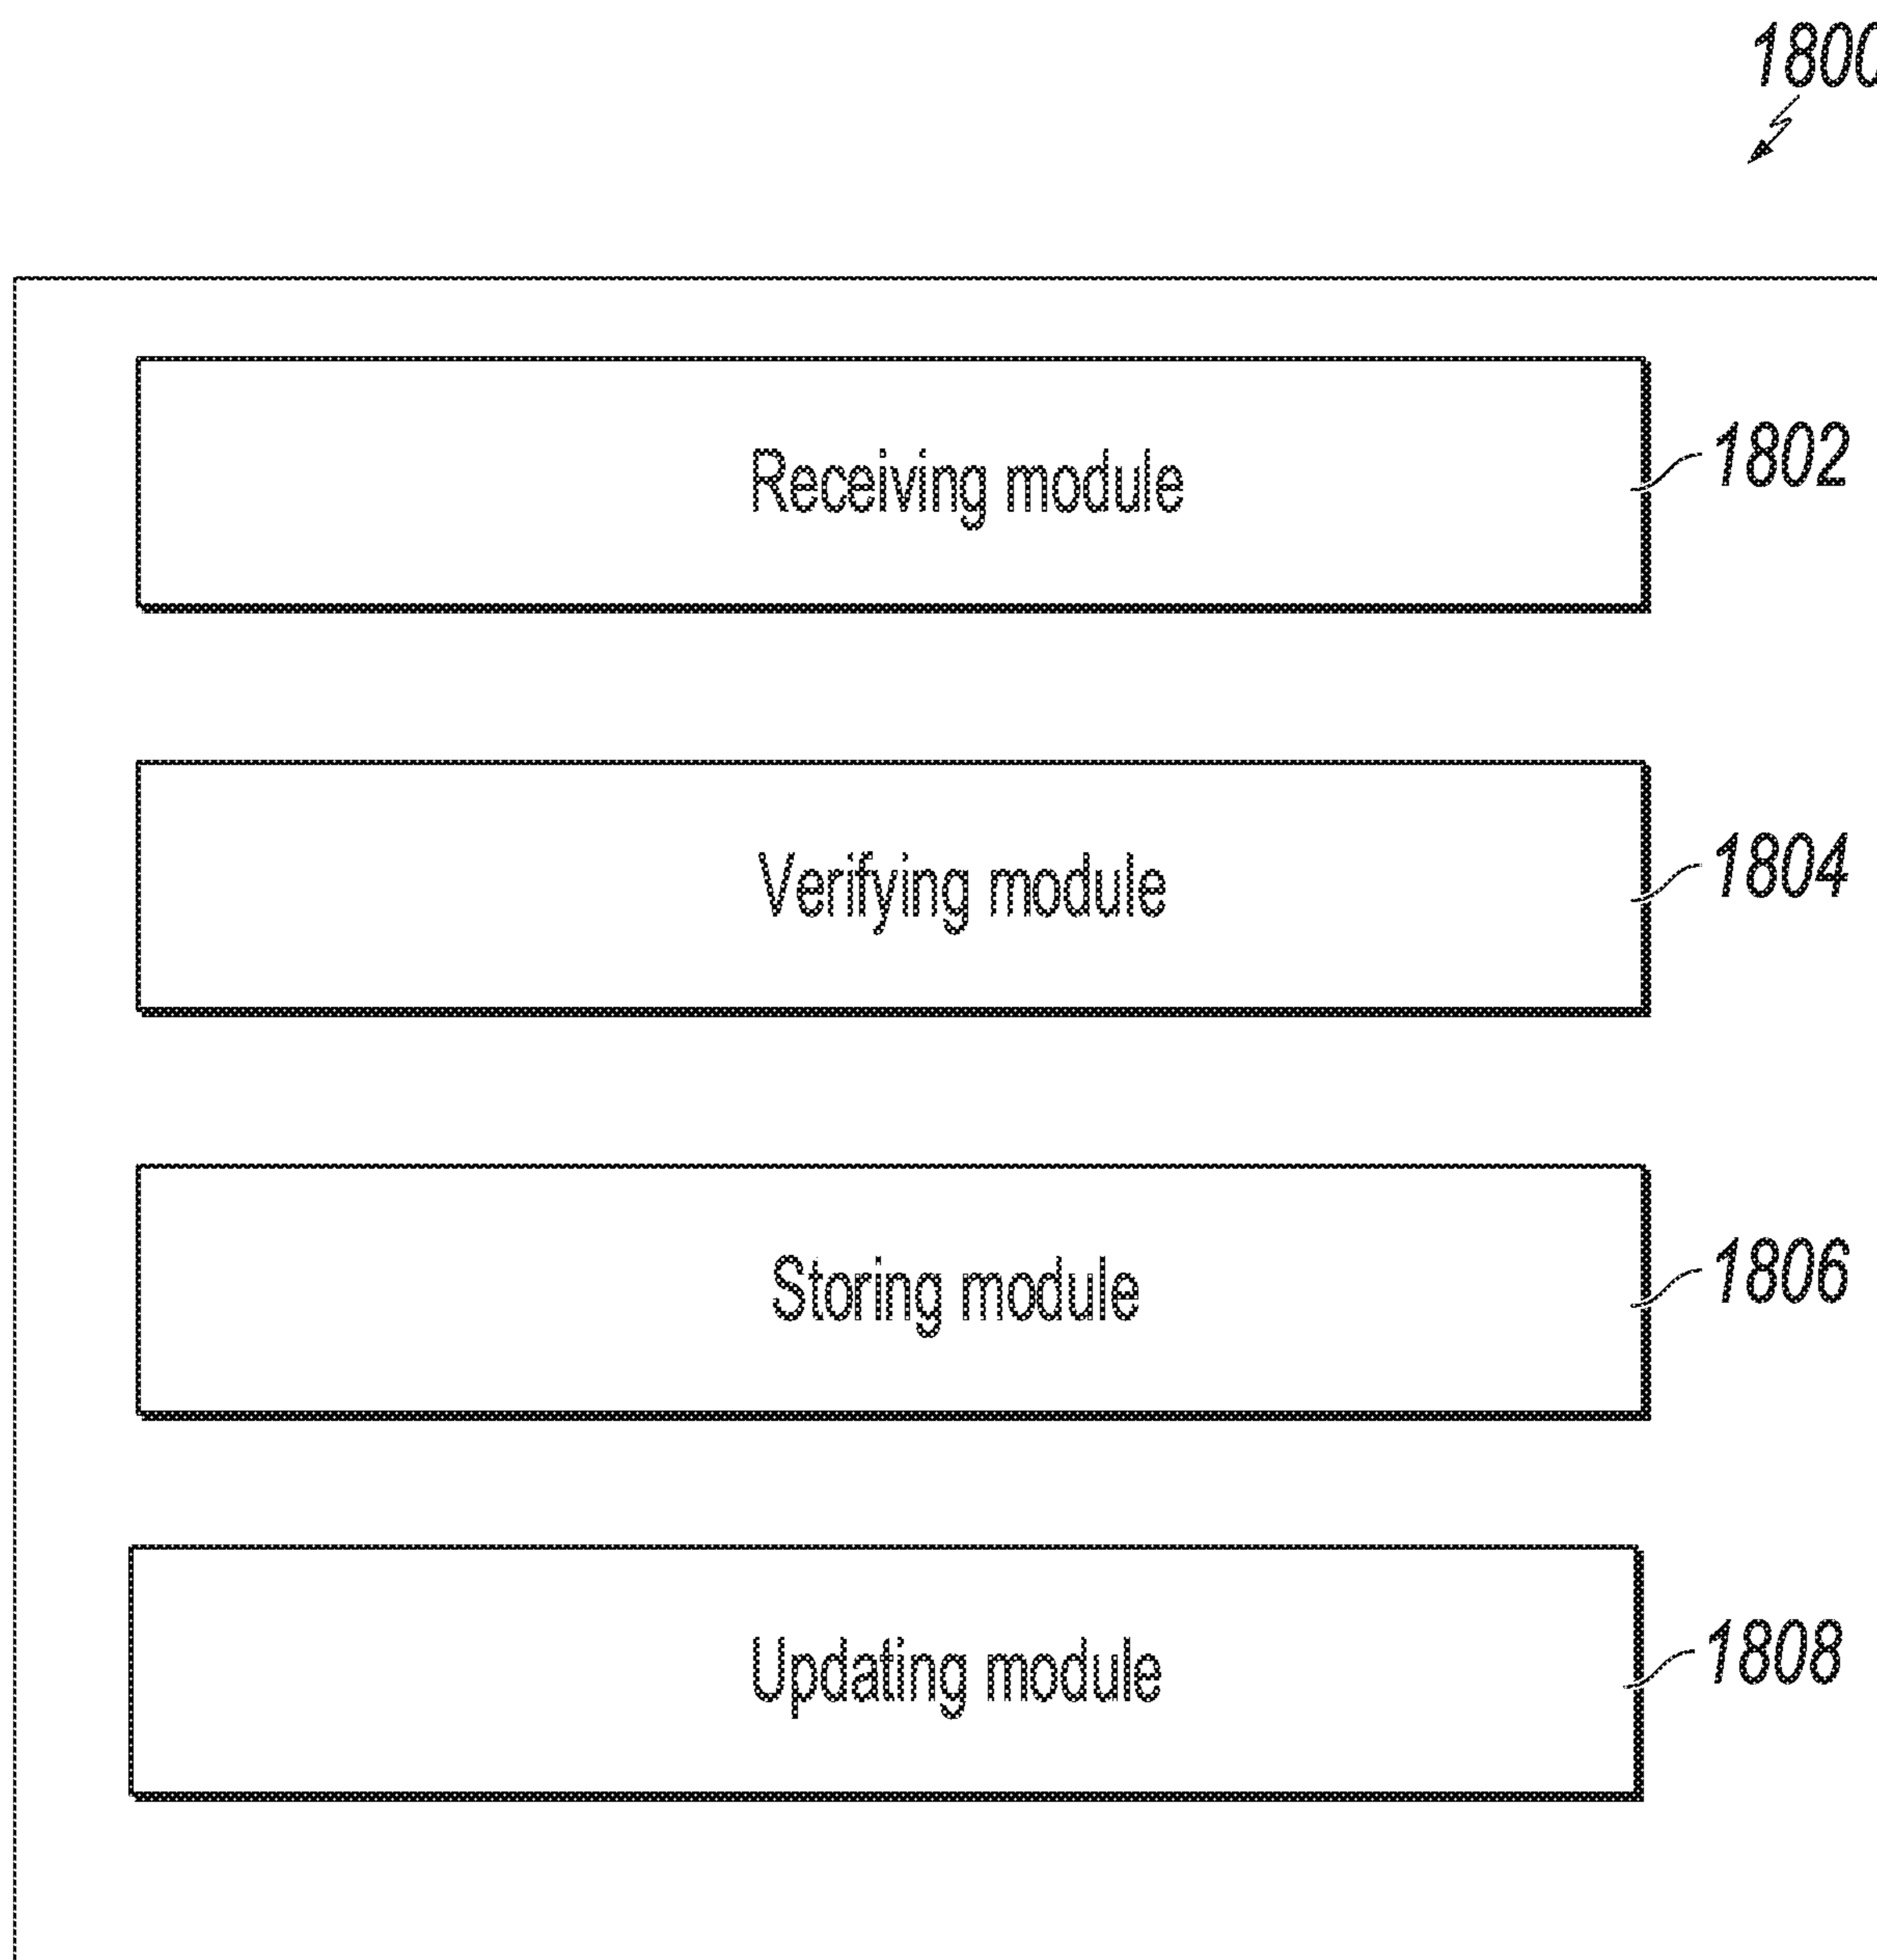 1800
Receiving module
1802
Verifying module
1804
Storing module
1806
Updating module
1808